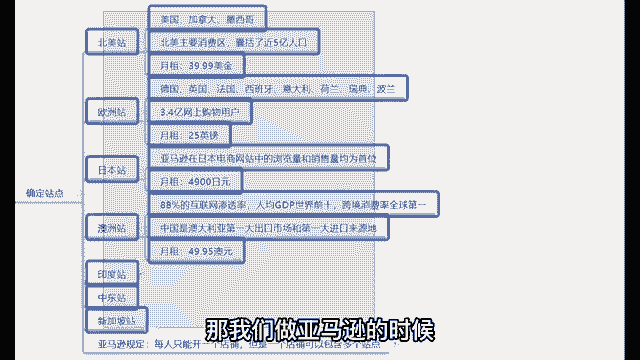 美国、加拿大、墨西哥
北美站
北美主要消费区，囊括了近5亿人口
月租：39.99美金
德国、英国、法国、西班牙、意大利、荷兰、瑞典、波兰
欧洲站
3.4亿网上购物用户
月租：25英镑
亚马逊在日本电商网站中的浏览量和销售量均为首位
日本站
月租：4900日元
确定站点
88%的互联网渗透率，人均GDP世界前十，跨境消费率全球第一
澳洲站
中国是澳大利亚第一大出口市场和第一大进口来源地
月租：49.95澳元
印度站
中东站
新加坡站
那我们做亚马逊的时候
亚马逊规定：每人只能开一个店铺，但是一个店铺可以包含多个站点